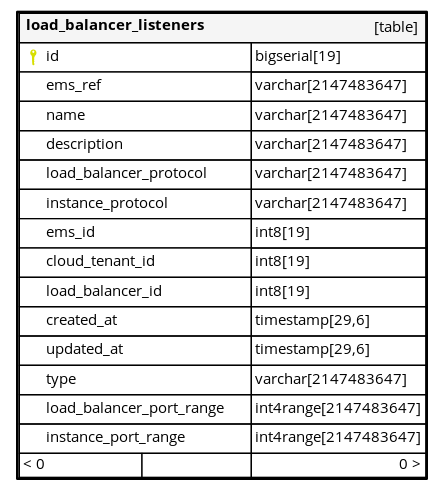 load_balancer_listeners [table]
id bigserial[19]
ems_ref varchar[2147483647]
name varchar[2147483647]
description varchar[2147483647]
load_balancer_protocol varchar[2147483647]
instance_protocol varchar[2147483647]
ems_id int8[19]
cloud_tenant_id int8[19]
load_balancer_id int8[19]
created_at timestamp[29,6]
updated_at timestamp[29,6]
type varchar[2147483647]
load_balancer_port_range int4range[2147483647]
instance_port_range int4range[2147483647]
< 0 0 >